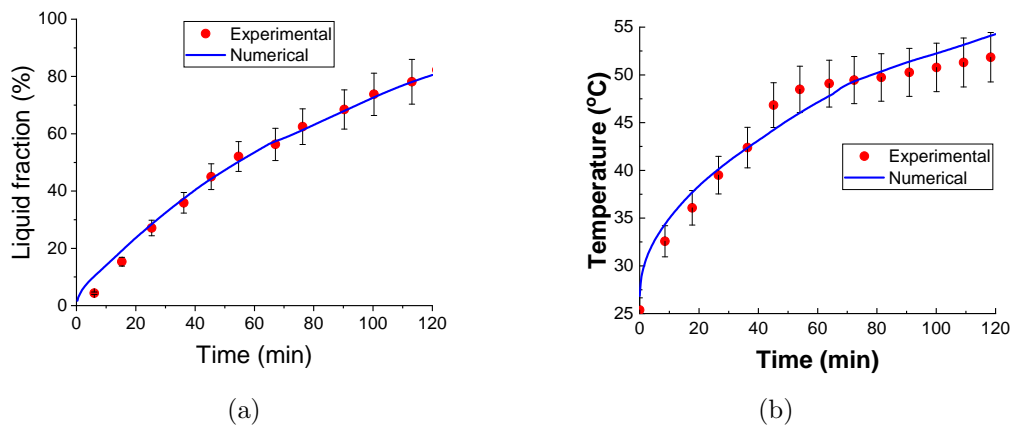 100
80
60
40
20
0
Liquid fraction (%)
Experimental
Numerical
0 20 40 60 80 100 120
Time (min)
(a)
55
50
45
40
35
30
25
Temperature (°C)
Experimental
Numerical
0 20 40 60 80 100 120
Time (min)
(b)